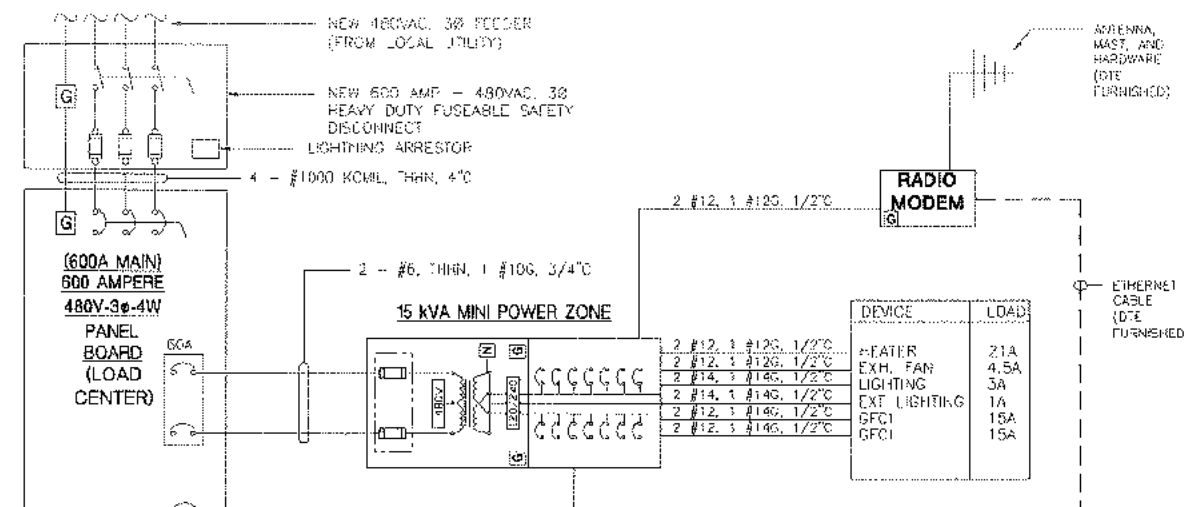 NEW 480VAC, 3Ø FEEDER
(FROM LOCAL UTILITY)
ANTENNA,
MAST, AND
HARDWARE
(DTE
FURNISHED)
G
NEW 600 AMP - 480VAC, 3Ø
HEAVY DUTY FUSEABLE SAFETY
DISCONNECT
LIGHTNING ARRESTOR
4 - #1000 KCMIL, THHN, 4"C
RADIO
MODEM
G
2 #12, 1 #12G, 1/2"C
G
(600A MAIN)
600 AMPERE
480V-3ø-4W
PANEL
BOARD
(LOAD
CENTER)
60A
2 - #6, THHN, 1 #10G, 3/4"C
15 kVA MINI POWER ZONE
ETHERNET
CABLE
(DTE
FURNISHED
DEVICE LOAD
N G
480V
120/240
G
2 #12, 1 #12G, 1/2"C HEATER 21A
2 #12, 1 #12G, 1/2"C EXH. FAN 4.5A
2 #14, 1 #14G, 1/2"C LIGHTING 3A
2 #14, 1 #14G, 1/2"C EXT LIGHTING 1A
2 #12, 1 #14G, 1/2"C GFCI 15A
2 #12, 1 #14G, 1/2"C GFCI 15A